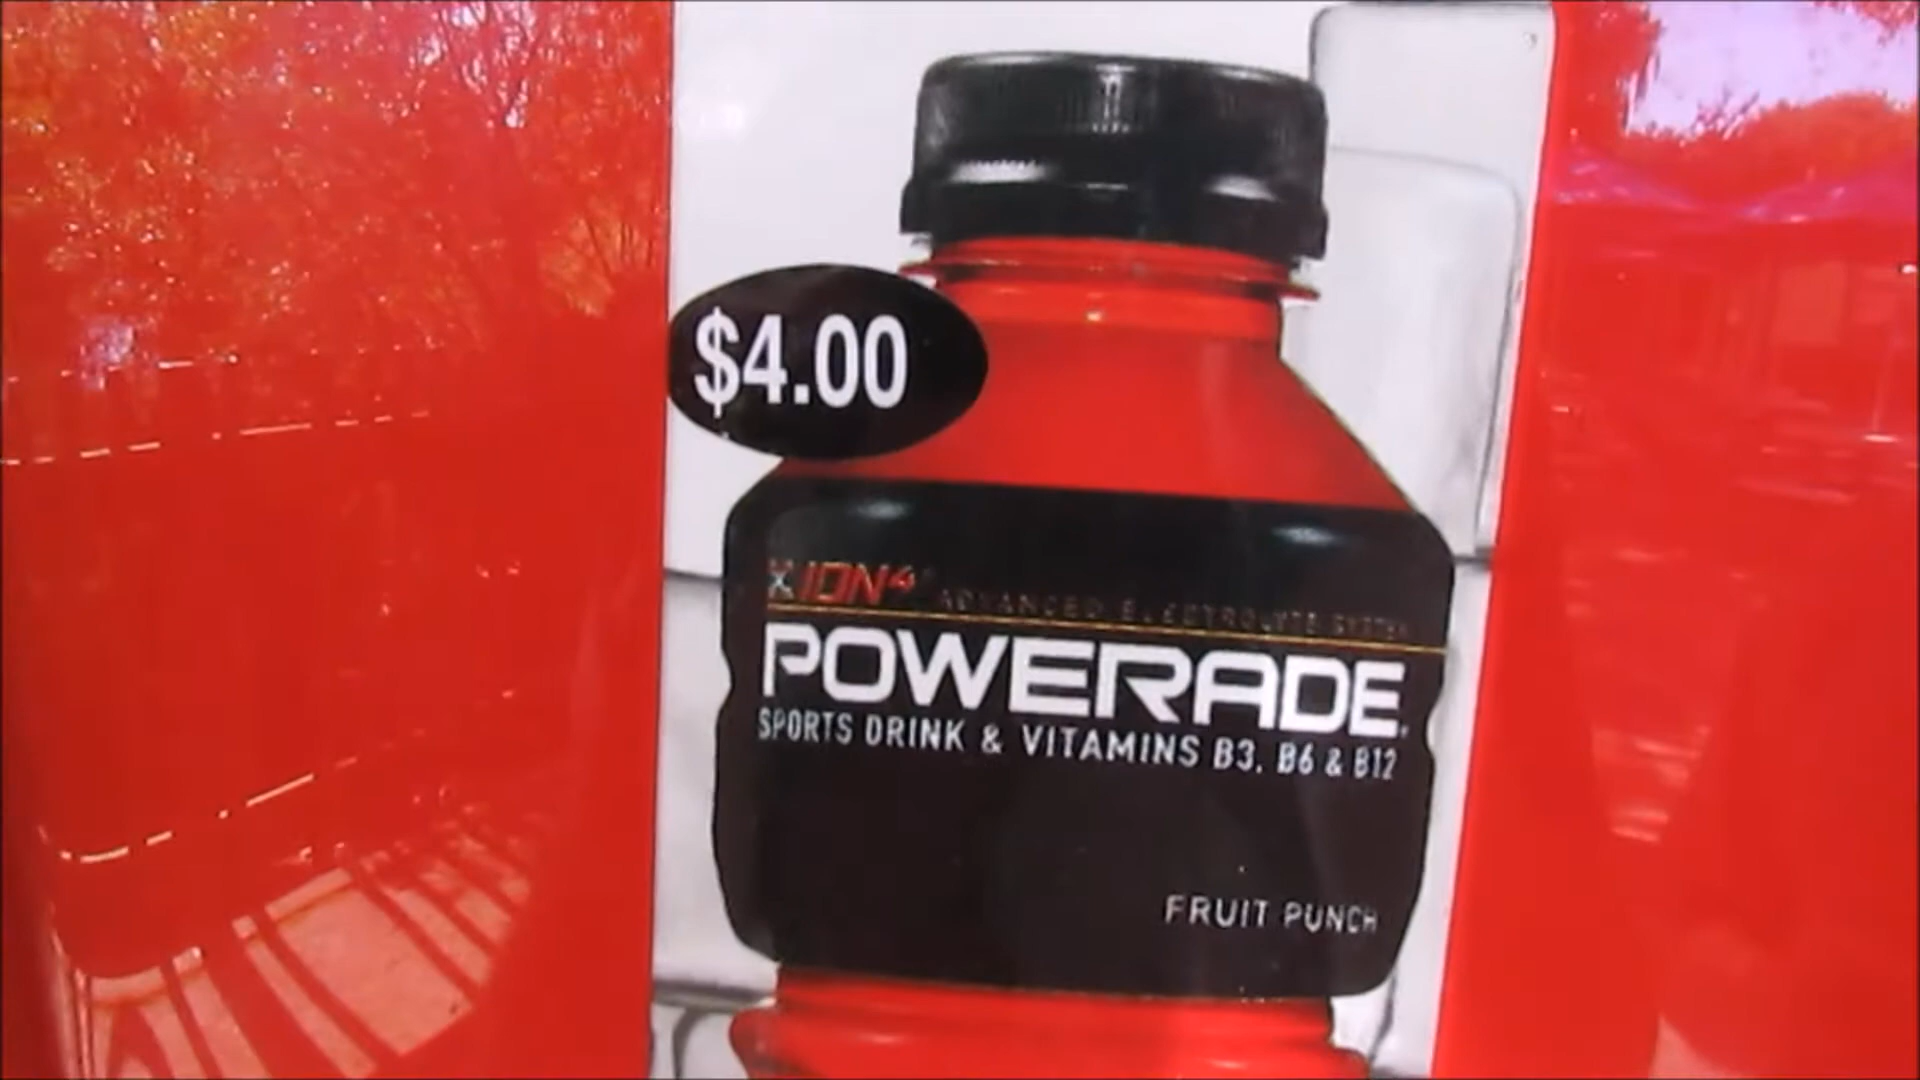 $4.00
ION4 ADVANCED ELECTROLYTE SYSTEM
POWERADE
SPORTS DRINK & VITAMINS B3, B6 & B12
FRUIT PUNCH